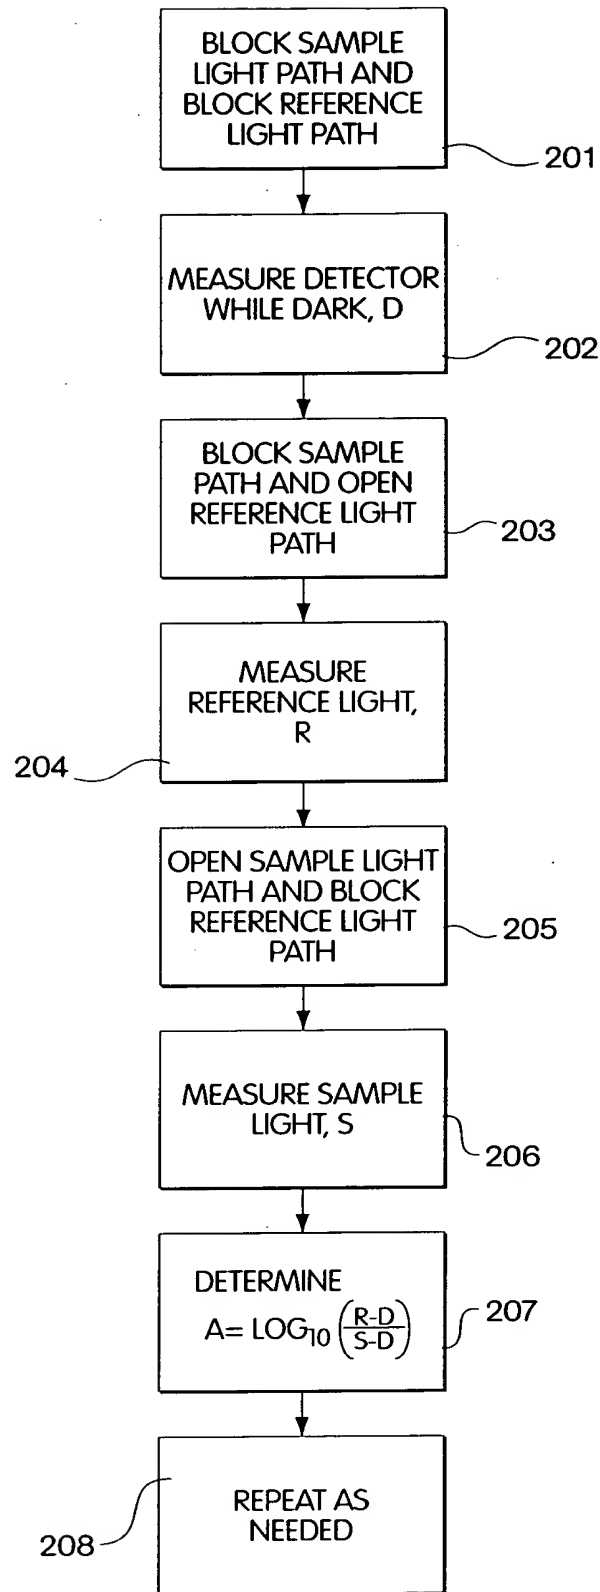 BLOCK SAMPLE
LIGHT PATH AND
BLOCK REFERENCE
LIGHT PATH
201
MEASURE DETECTOR
WHILE DARK, D
202
BLOCK SAMPLE
PATH AND OPEN
REFERENCE LIGHT
PATH
203
MEASURE
REFERENCE LIGHT,
R
204
OPEN SAMPLE LIGHT
PATH AND BLOCK
REFERENCE LIGHT
PATH
205
MEASURE SAMPLE
LIGHT, S
206
DETERMINE
A= LOG₁₀ (R-D/S-D)
207
REPEAT AS
NEEDED
208